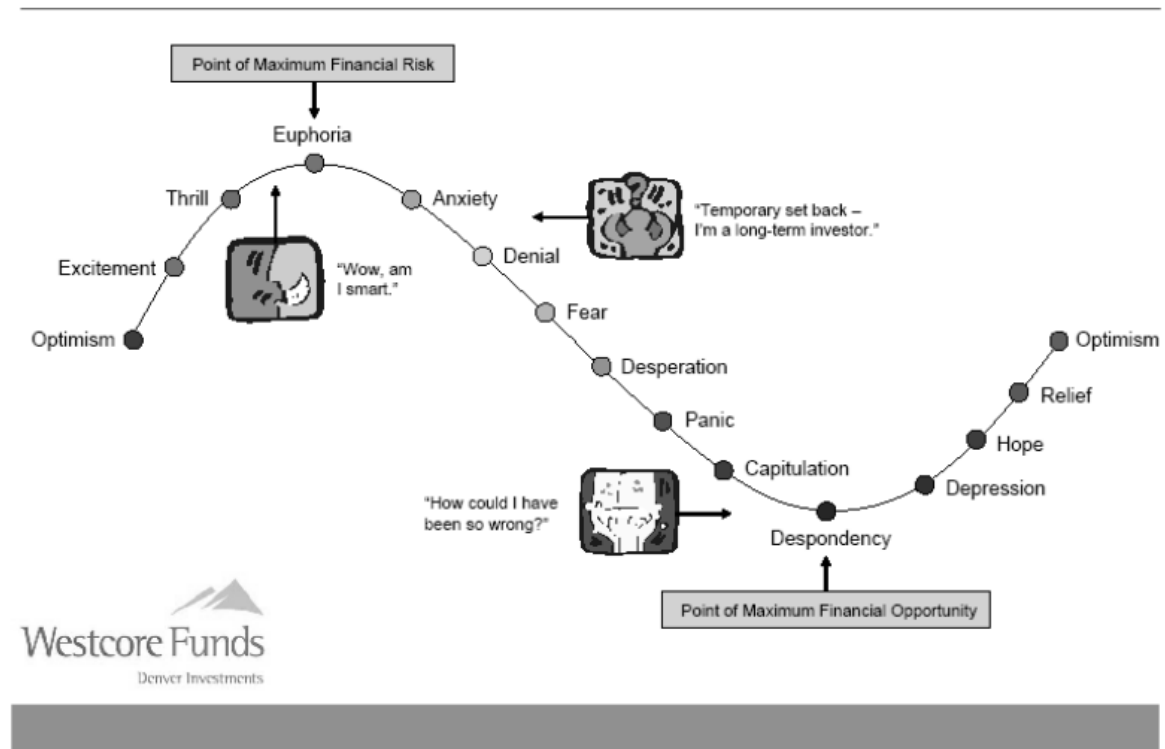 Point of Maximum Financial Risk
Euphoria
Thrill
Anxiety
"Temporary set back –
I'm a long-term investor."
Excitement
"Wow, am
I smart."
Denial
Optimism
Fear
Optimism
Desperation
Relief
Panic
Hope
Capitulation
Depression
"How could I have
been so wrong?"
Despondency
Point of Maximum Financial Opportunity
Westcore Funds
Denver Investments